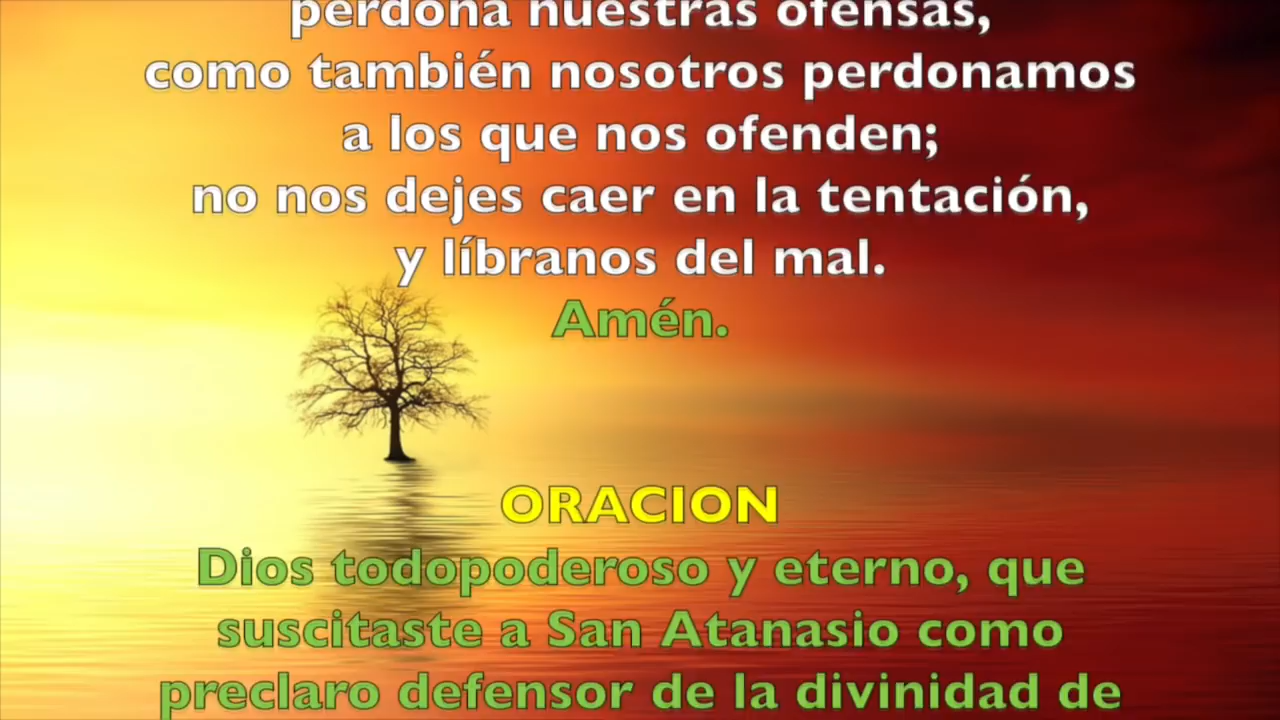 perdona nuestras ofensas,
como también nosotros perdonamos
a los que nos ofenden;
no nos dejes caer en la tentación,
y líbranos del mal.
Amén.
ORACION
Dios todopoderoso y eterno, que
suscitaste a San Atanasio como
preclaro defensor de la divinidad de